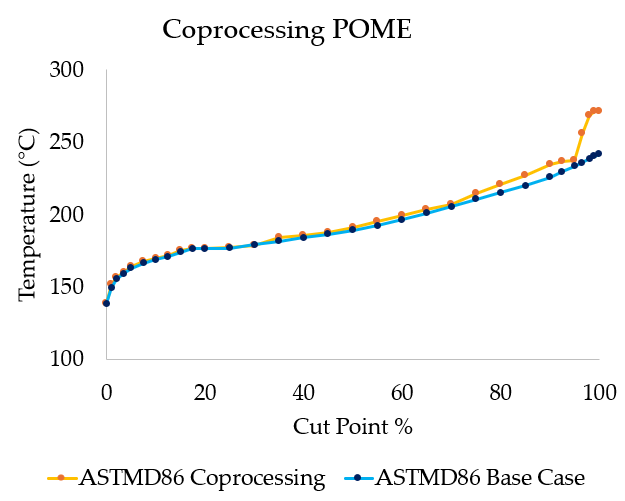 Coprocessing POME
300
250
200
150
100
Temperature (°C)
0 20 40 60 80 100
Cut Point %
ASTMD86 Coprocessing ASTMD86 Base Case